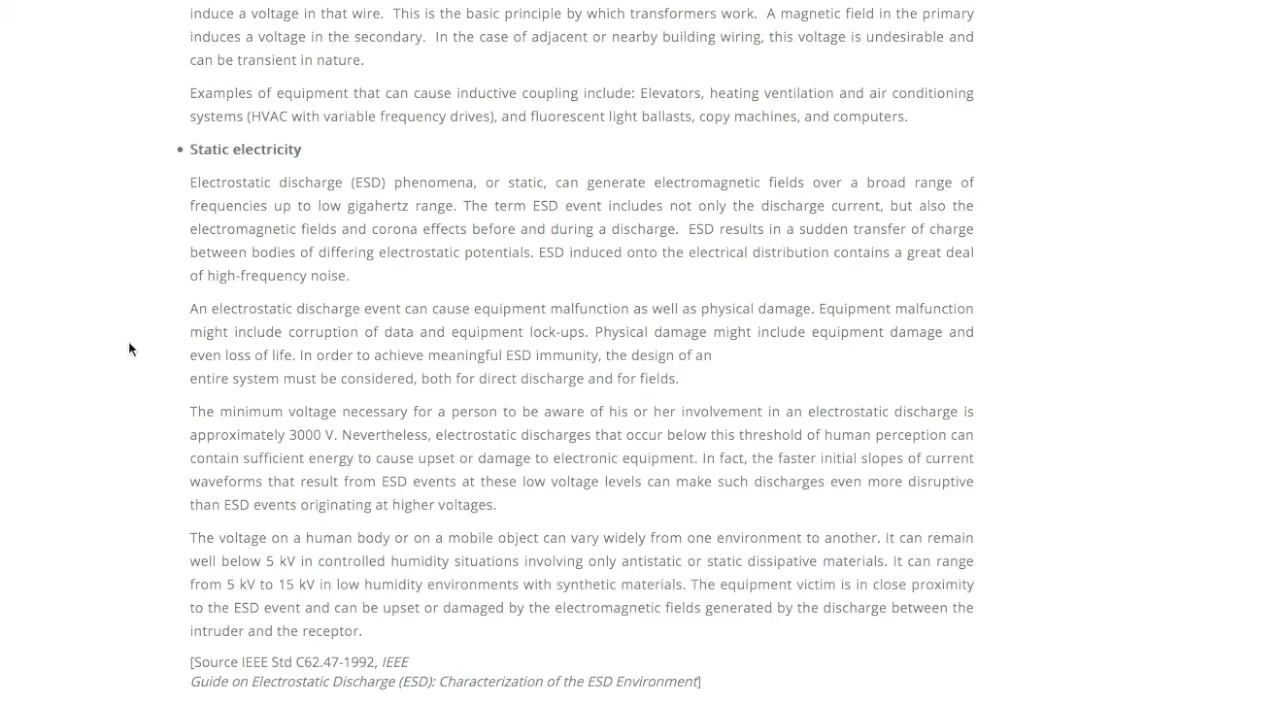 induce a voltage in that wire.  This is the basic principle by which transformers work.  A magnetic field in the primary
induces a voltage in the secondary.  In the case of adjacent or nearby building wiring, this voltage is undesirable and
can be transient in nature.
Examples of equipment that can cause inductive coupling include: Elevators, heating ventilation and air conditioning
systems (HVAC with variable frequency drives), and fluorescent light ballasts, copy machines, and computers.
• Static electricity
Electrostatic discharge (ESD) phenomena, or static, can generate electromagnetic fields over a broad range of
frequencies up to low gigahertz range. The term ESD event includes not only the discharge current, but also the
electromagnetic fields and corona effects before and during a discharge.  ESD results in a sudden transfer of charge
between bodies of differing electrostatic potentials. ESD induced onto the electrical distribution contains a great deal
of high-frequency noise.
An electrostatic discharge event can cause equipment malfunction as well as physical damage. Equipment malfunction
might include corruption of data and equipment lock-ups. Physical damage might include equipment damage and
even loss of life. In order to achieve meaningful ESD immunity, the design of an
entire system must be considered, both for direct discharge and for fields.
The minimum voltage necessary for a person to be aware of his or her involvement in an electrostatic discharge is
approximately 3000 V. Nevertheless, electrostatic discharges that occur below this threshold of human perception can
contain sufficient energy to cause upset or damage to electronic equipment. In fact, the faster initial slopes of current
waveforms that result from ESD events at these low voltage levels can make such discharges even more disruptive
than ESD events originating at higher voltages.
The voltage on a human body or on a mobile object can vary widely from one environment to another. It can remain
well below 5 kV in controlled humidity situations involving only antistatic or static dissipative materials. It can range
from 5 kV to 15 kV in low humidity environments with synthetic materials. The equipment victim is in close proximity
to the ESD event and can be upset or damaged by the electromagnetic fields generated by the discharge between the
intruder and the receptor.
[Source IEEE Std C62.47-1992, IEEE
Guide on Electrostatic Discharge (ESD): Characterization of the ESD Environment]